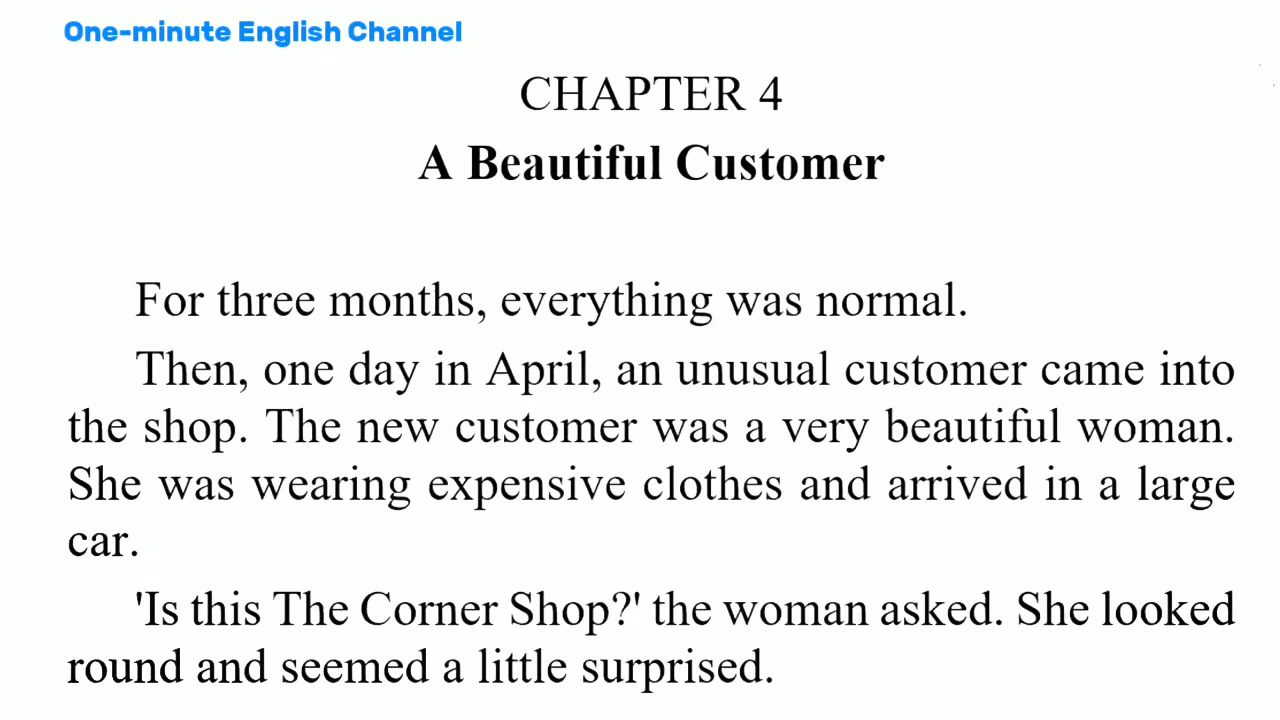 One-minute English Channel
CHAPTER 4
A Beautiful Customer
For three months, everything was normal.
Then, one day in April, an unusual customer came into
the shop. The new customer was a very beautiful woman.
She was wearing expensive clothes and arrived in a large
car.
'Is this The Corner Shop?' the woman asked. She looked
round and seemed a little surprised.